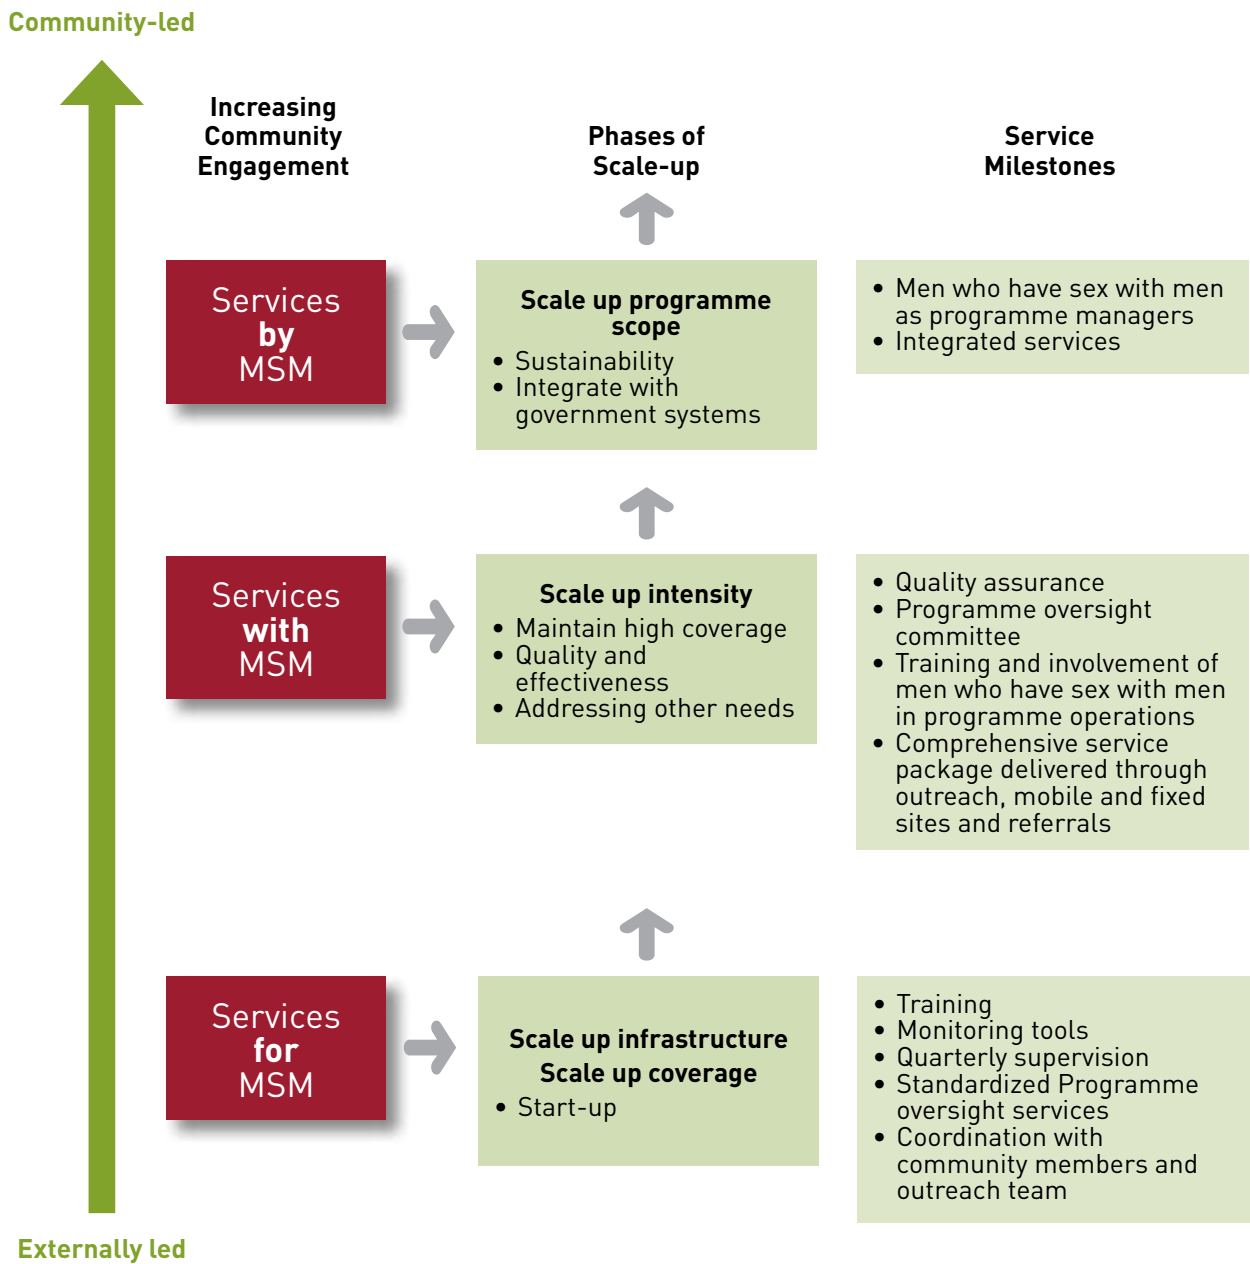 Community-led
Increasing
Community
Engagement
Phases of
Scale-up
Service
Milestones
Services
by
MSM
Scale up programme
scope
• Sustainability
• Integrate with
government systems
• Men who have sex with men
as programme managers
• Integrated services
Services
with
MSM
Scale up intensity
• Maintain high coverage
• Quality and
effectiveness
• Addressing other needs
• Quality assurance
• Programme oversight
committee
• Training and involvement of
men who have sex with men
in programme operations
• Comprehensive service
package delivered through
outreach, mobile and fixed
sites and referrals
Services
for
MSM
Scale up infrastructure
Scale up coverage
• Start-up
• Training
• Monitoring tools
• Quarterly supervision
• Standardized Programme
oversight services
• Coordination with
community members and
outreach team
Externally led